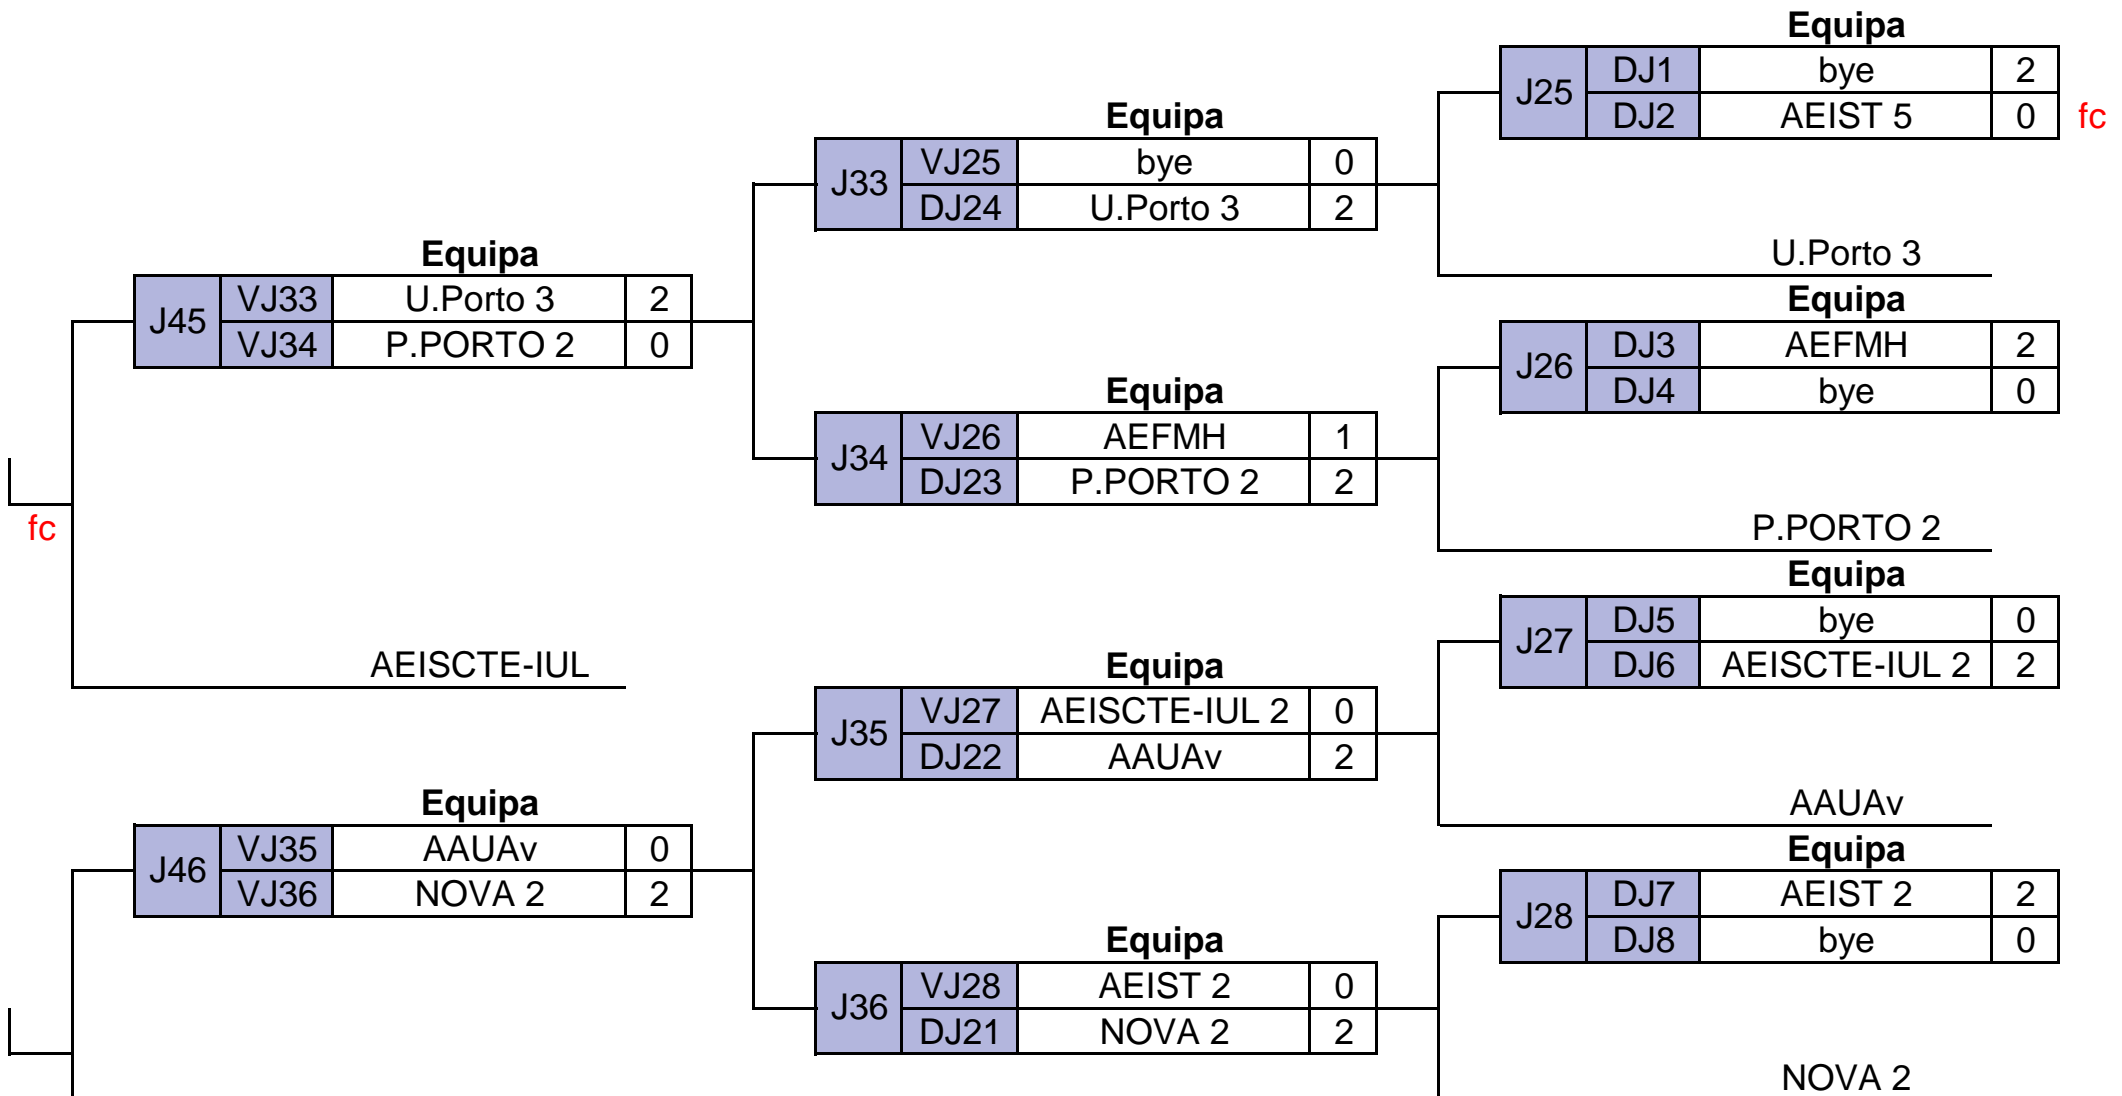 Equipa
J25 DJ1 bye 2
DJ2 AEIST 5 0 fc
Equipa
J33 VJ25 bye 0
DJ24 U.Porto 3 2
U.Porto 3
Equipa
J45 VJ33 U.Porto 3 2
VJ34 P.PORTO 2 0
Equipa
J26 DJ3 AEFMH 2
DJ4 bye 0
Equipa
J34 VJ26 AEFMH 1
DJ23 P.PORTO 2 2
fc
P.PORTO 2
Equipa
J27 DJ5 bye 0
DJ6 AEISCTE-IUL 2 2
AEISCTE-IUL
Equipa
J35 VJ27 AEISCTE-IUL 2 0
DJ22 AAUAv 2
AAUAv
Equipa
J46 VJ35 AAUAv 0
VJ36 NOVA 2 2
Equipa
J28 DJ7 AEIST 2 2
DJ8 bye 0
Equipa
J36 VJ28 AEIST 2 0
DJ21 NOVA 2 2
NOVA 2